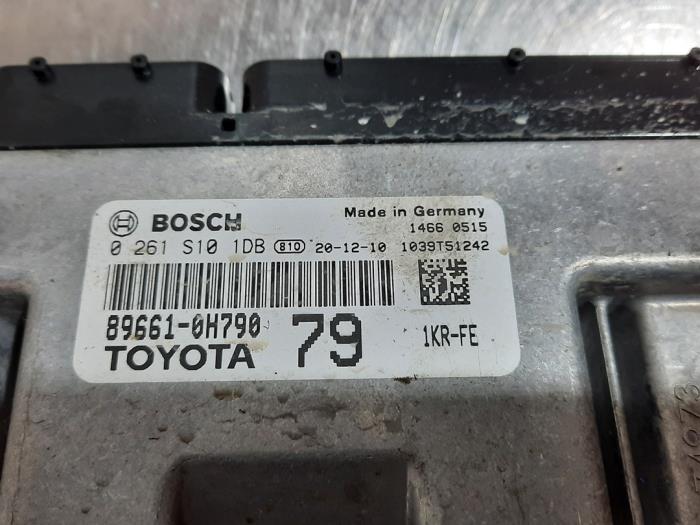 BOSCH Made in Germany
1466 0515
0 261 S10 1DB 810 20-12-10 1039T51242
89661-0H790 79 1KR-FE
TOYOTA